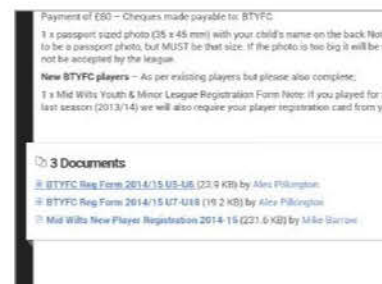 Payment of £80 – Cheques made payable to: BTYFC
1 x passport sized photo (35 x 45 mm) with your child's name on the back Not
to be a passport photo, but MUST be that size. If the photo is too big it will be
not be accepted by the league.
New BTYFC players – As per existing players but please also complete;
1 x Mid Wilts Youth & Minor League Registration Form Note: If you played for
last season (2013/14) we will also require your player registration card from y
3 Documents
BTYFC Reg Form 2014/15 U5-U6 (23.9 KB) by Alex Pilkington
BTYFC Reg Form 2014/15 U7-U18 (19.2 KB) by Alex Pilkington
Mid Wilts New Player Registration 2014-15 (231.6 KB) by Mike Barrow